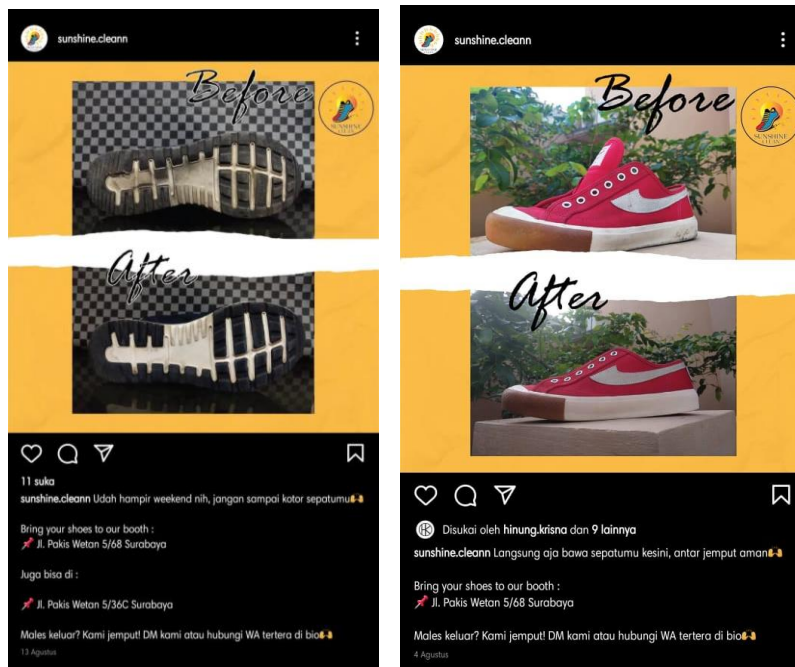 sunshine.cleann
Before
SUNSHINE
CLEAN
After
11 suka
sunshine.cleann Udah hampir weekend nih, jangan sampai kotor sepatumu🙌
Bring your shoes to our booth :
📌 Jl. Pakis Wetan 5/68 Surabaya
Juga bisa di :
📌 Jl. Pakis Wetan 5/36C Surabaya
Males keluar? Kami jemput! DM kami atau hubungi WA tertera di bio🙌
13 Agustus
sunshine.cleann
Before
SUNSHINE
CLEAN
After
Disukai oleh hinung.krisna dan 9 lainnya
sunshine.cleann Langsung aja bawa sepatumu kesini, antar jemput aman🙌
Bring your shoes to our booth :
📌 Jl. Pakis Wetan 5/68 Surabaya
Males keluar? Kami jemput! DM kami atau hubungi WA tertera di bio🙌
4 Agustus